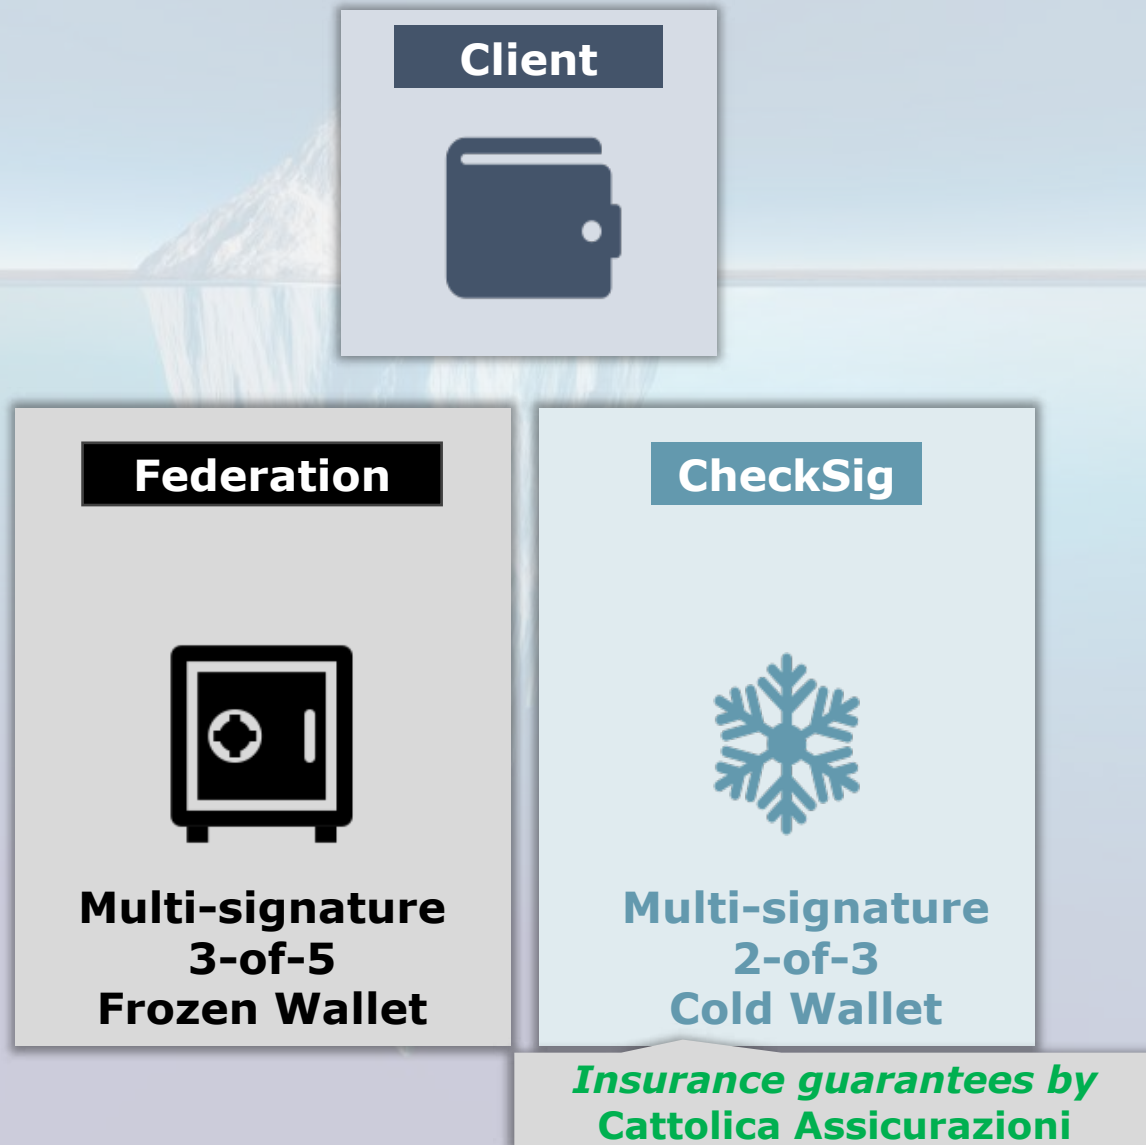 Client
Federation
CheckSig
Multi-signature
3-of-5
Frozen Wallet
Multi-signature
2-of-3
Cold Wallet
Insurance guarantees by
Cattolica Assicurazioni